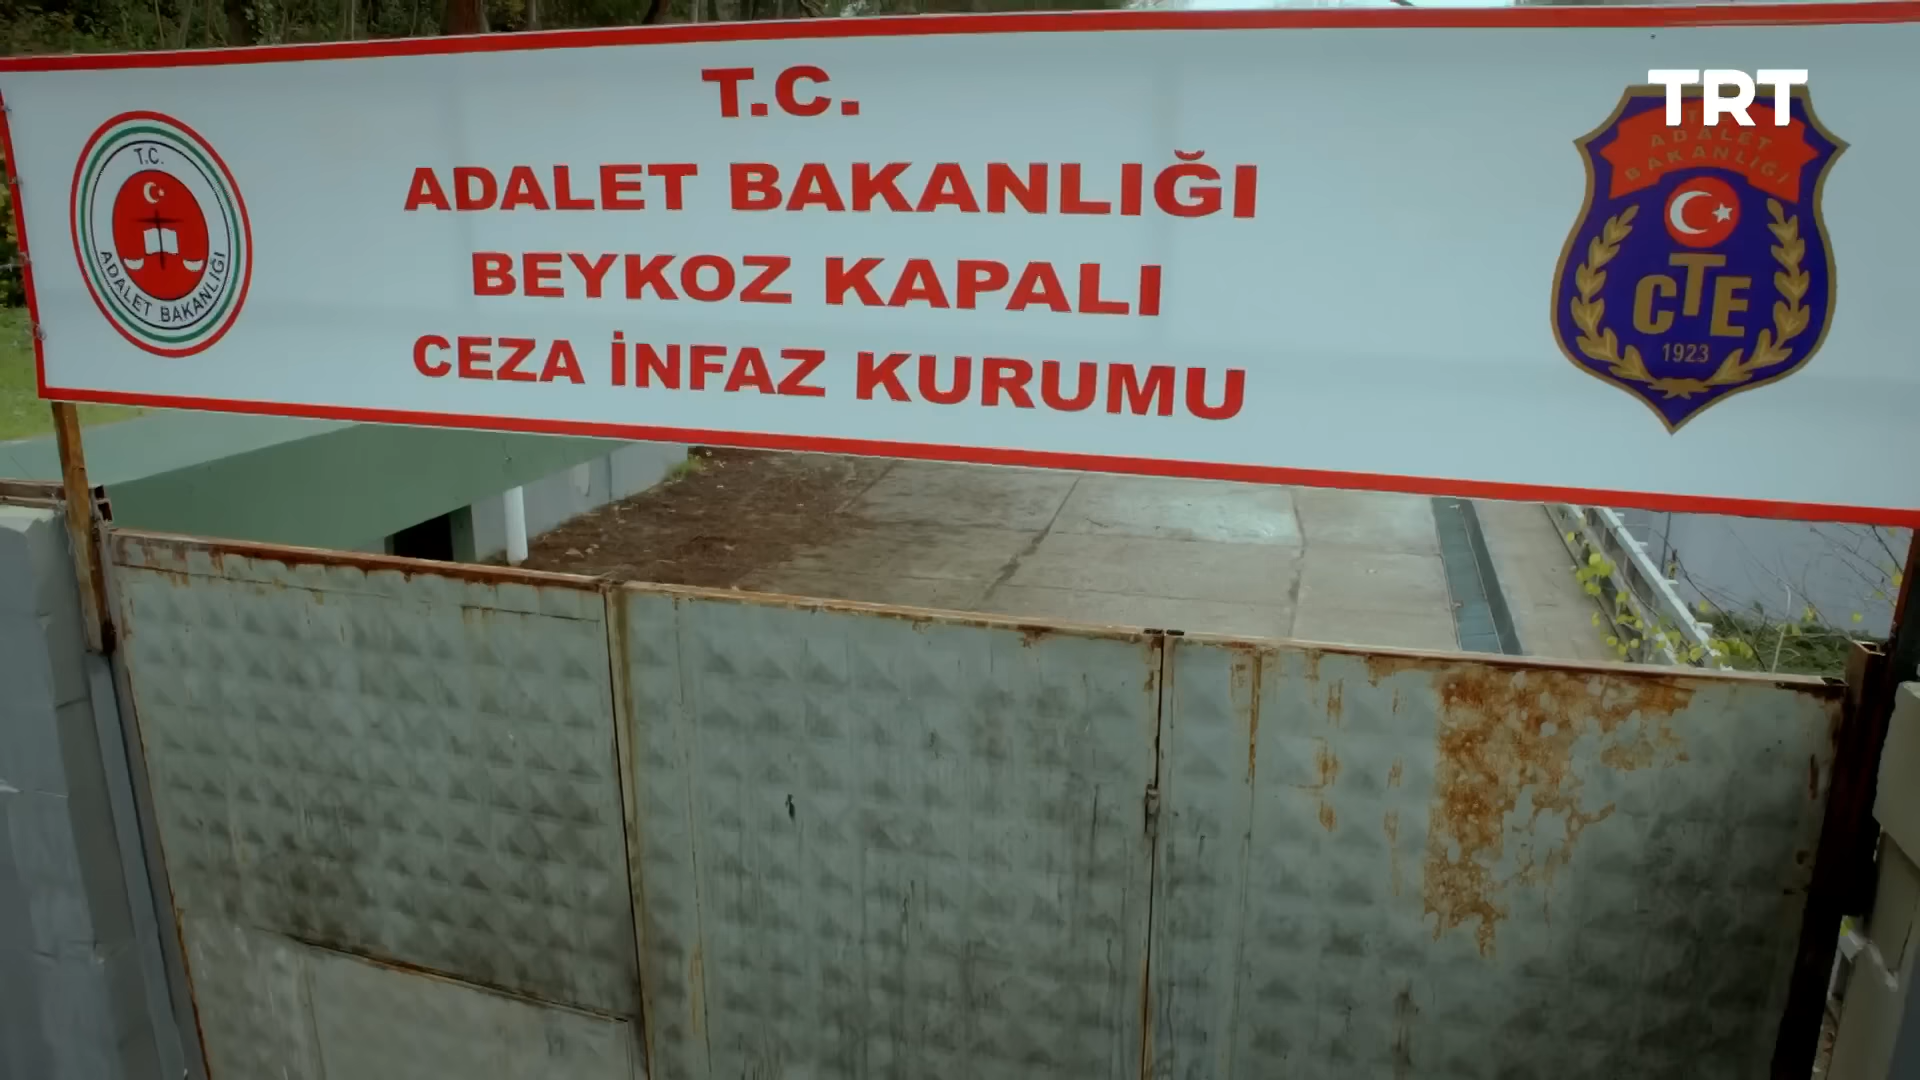 TRT
T.C.
ADALET BAKANLIĞI
BEYKOZ KAPALI
CEZA İNFAZ KURUMU
T.C.
ADALET BAKANLIĞI
ADALET
BAKANLIĞI
CTE
1923